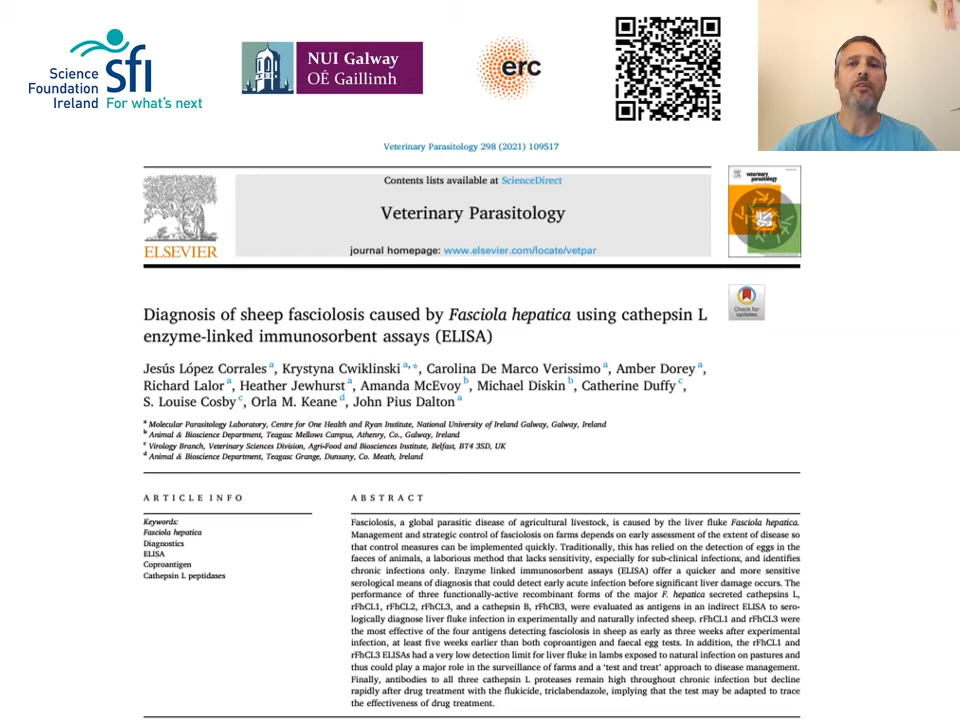 Science
Foundation
Ireland
sfi
For what's next
NUI Galway
OÉ Gaillimh
erc
Veterinary Parasitology 298 (2021) 109517
Contents lists available at ScienceDirect
Veterinary Parasitology
journal homepage: www.elsevier.com/locate/vetpar
ELSEVIER
veterinary
parasitology
Check for
updates
Diagnosis of sheep fasciolosis caused by Fasciola hepatica using cathepsin L
enzyme-linked immunosorbent assays (ELISA)
Jesús López Corrales a, Krystyna Cwiklinski a,*, Carolina De Marco Verissimo a, Amber Dorey a,
Richard Lalor a, Heather Jewhurst a, Amanda McEvoy b, Michael Diskin b, Catherine Duffy c,
S. Louise Cosby c, Orla M. Keane d, John Pius Dalton a
a Molecular Parasitology Laboratory, Centre for One Health and Ryan Institute, National University of Ireland Galway, Galway, Ireland
b Animal & Bioscience Department, Teagasc Mellows Campus, Athenry, Co., Galway, Ireland
c Virology Branch, Veterinary Sciences Division, Agri-Food and Biosciences Institute, Belfast, BT4 3SD, UK
d Animal & Bioscience Department, Teagasc Grange, Dunsany, Co. Meath, Ireland
ARTICLE INFO
Keywords:
Fasciola hepatica
Diagnostics
ELISA
Coproantigen
Cathepsin L peptidases
ABSTRACT
Fasciolosis, a global parasitic disease of agricultural livestock, is caused by the liver fluke Fasciola hepatica.
Management and strategic control of fasciolosis on farms depends on early assessment of the extent of disease so
that control measures can be implemented quickly. Traditionally, this has relied on the detection of eggs in the
faeces of animals, a laborious method that lacks sensitivity, especially for sub-clinical infections, and identifies
chronic infections only. Enzyme linked immunosorbent assays (ELISA) offer a quicker and more sensitive
serological means of diagnosis that could detect early acute infection before significant liver damage occurs. The
performance of three functionally-active recombinant forms of the major F. hepatica secreted cathepsins L,
rFhCL1, rFhCL2, rFhCL3, and a cathepsin B, rFhCB3, were evaluated as antigens in an indirect ELISA to sero-
logically diagnose liver fluke infection in experimentally and naturally infected sheep. rFhCL1 and rFhCL3 were
the most effective of the four antigens detecting fasciolosis in sheep as early as three weeks after experimental
infection, at least five weeks earlier than both coproantigen and faecal egg tests. In addition, the rFhCL1 and
rFhCL3 ELISAs had a very low detection limit for liver fluke in lambs exposed to natural infection on pastures and
thus could play a major role in the surveillance of farms and a 'test and treat' approach to disease management.
Finally, antibodies to all three cathepsin L proteases remain high throughout chronic infection but decline
rapidly after drug treatment with the flukicide, triclabendazole, implying that the test may be adapted to trace
the effectiveness of drug treatment.